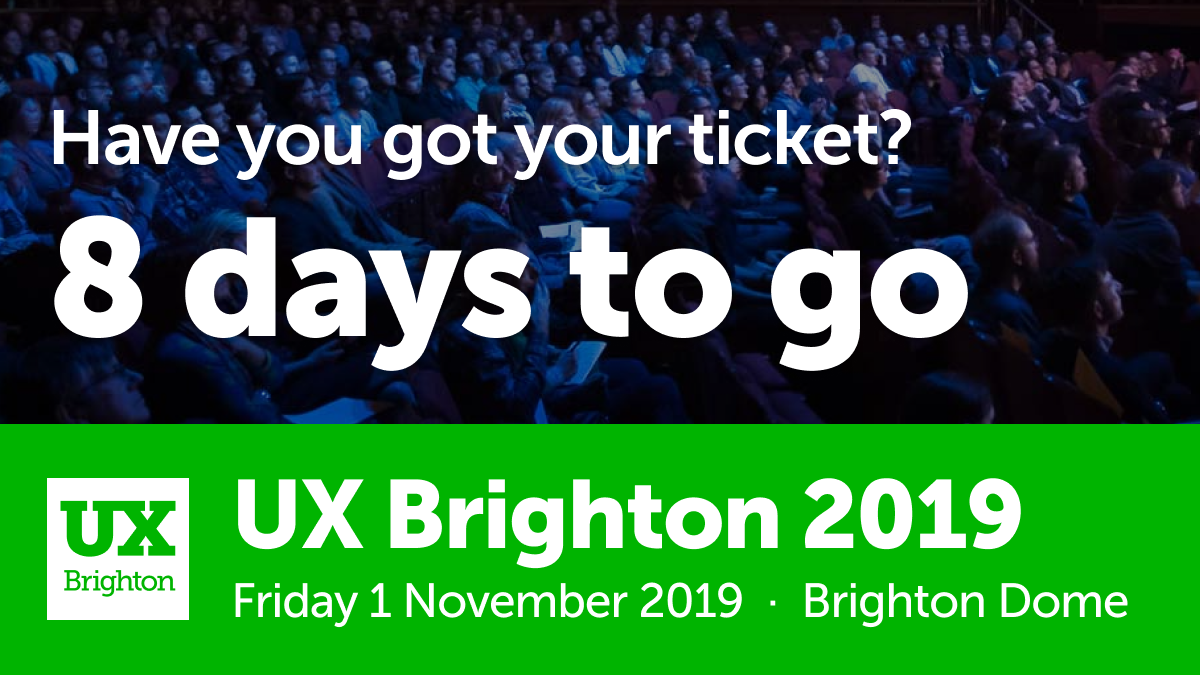 Have you got your ticket?
8 days to go
UX
Brighton
UX Brighton 2019
Friday 1 November 2019 · Brighton Dome